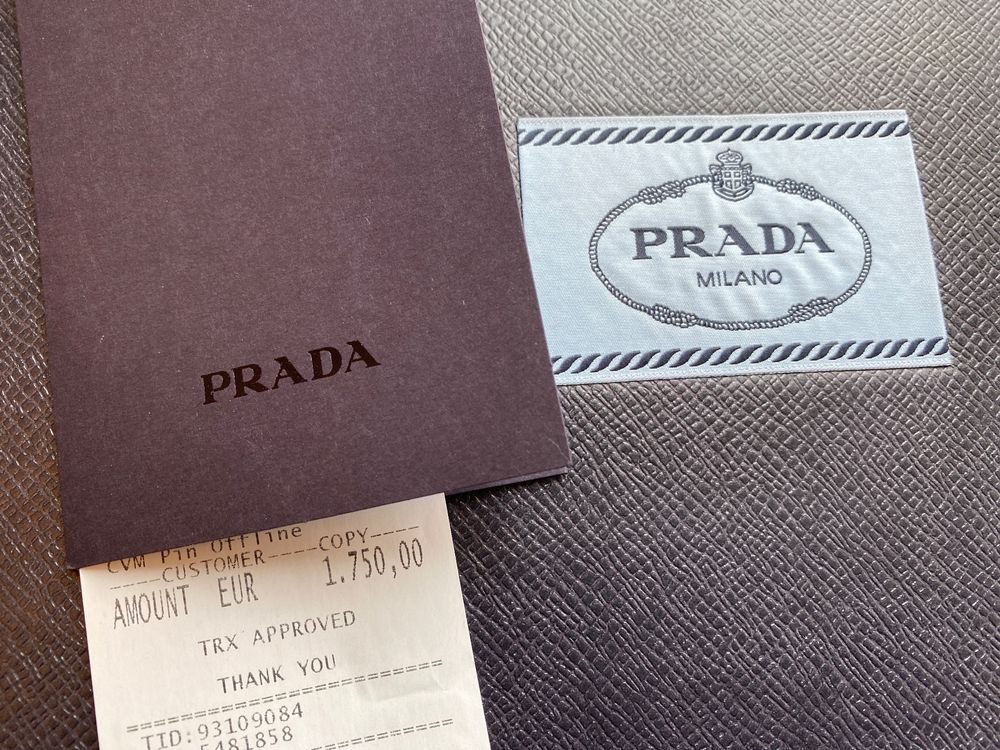 PRADA
PRADA
MILANO
CVM Pin Offline
----CUSTOMER-----COPY----
AMOUNT EUR 1.750,00
TRX APPROVED
THANK YOU
================================
TID:93109084
5481858